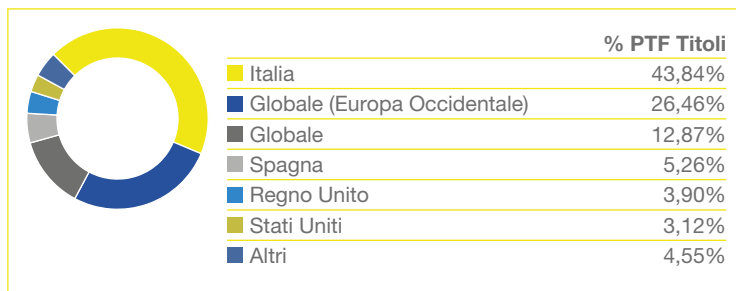 % PTF Titoli
Italia 43,84%
Globale (Europa Occidentale) 26,46%
Globale 12,87%
Spagna 5,26%
Regno Unito 3,90%
Stati Uniti 3,12%
Altri 4,55%